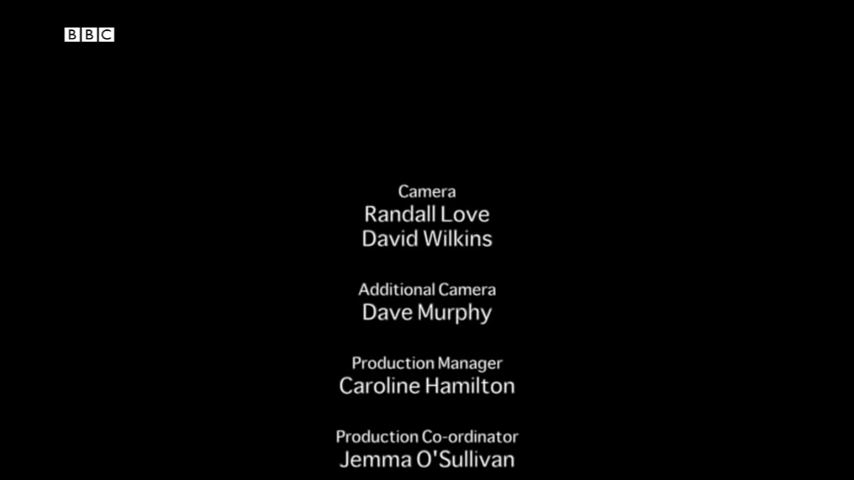 BBC
Camera
Randall Love
David Wilkins
Additional Camera
Dave Murphy
Production Manager
Caroline Hamilton
Production Co-ordinator
Jemma O'Sullivan